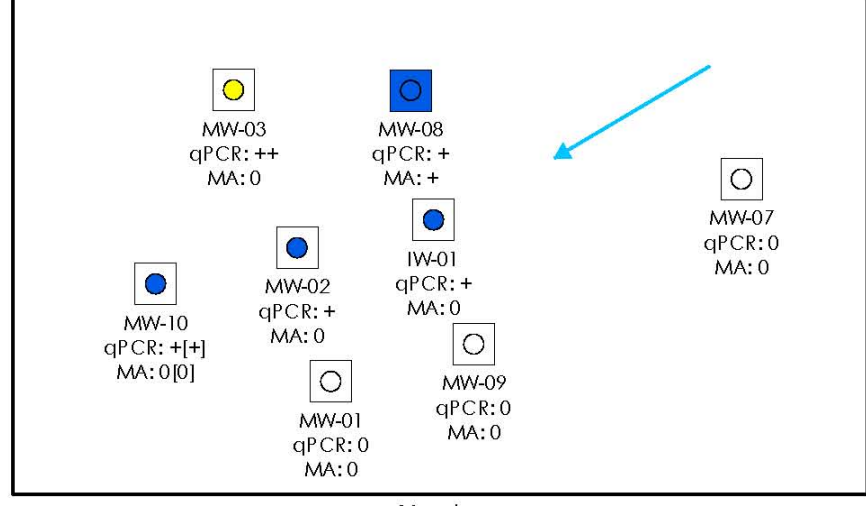 MW-03
qPCR: ++
MA: 0
MW-08
qPCR: +
MA: +
MW-07
qPCR: 0
MA: 0
IW-01
qPCR: +
MA: 0
MW-02
qPCR: +
MA: 0
MW-10
qPCR: +[+]
MA: 0[0]
MW-09
qPCR: 0
MA: 0
MW-01
qPCR: 0
MA: 0